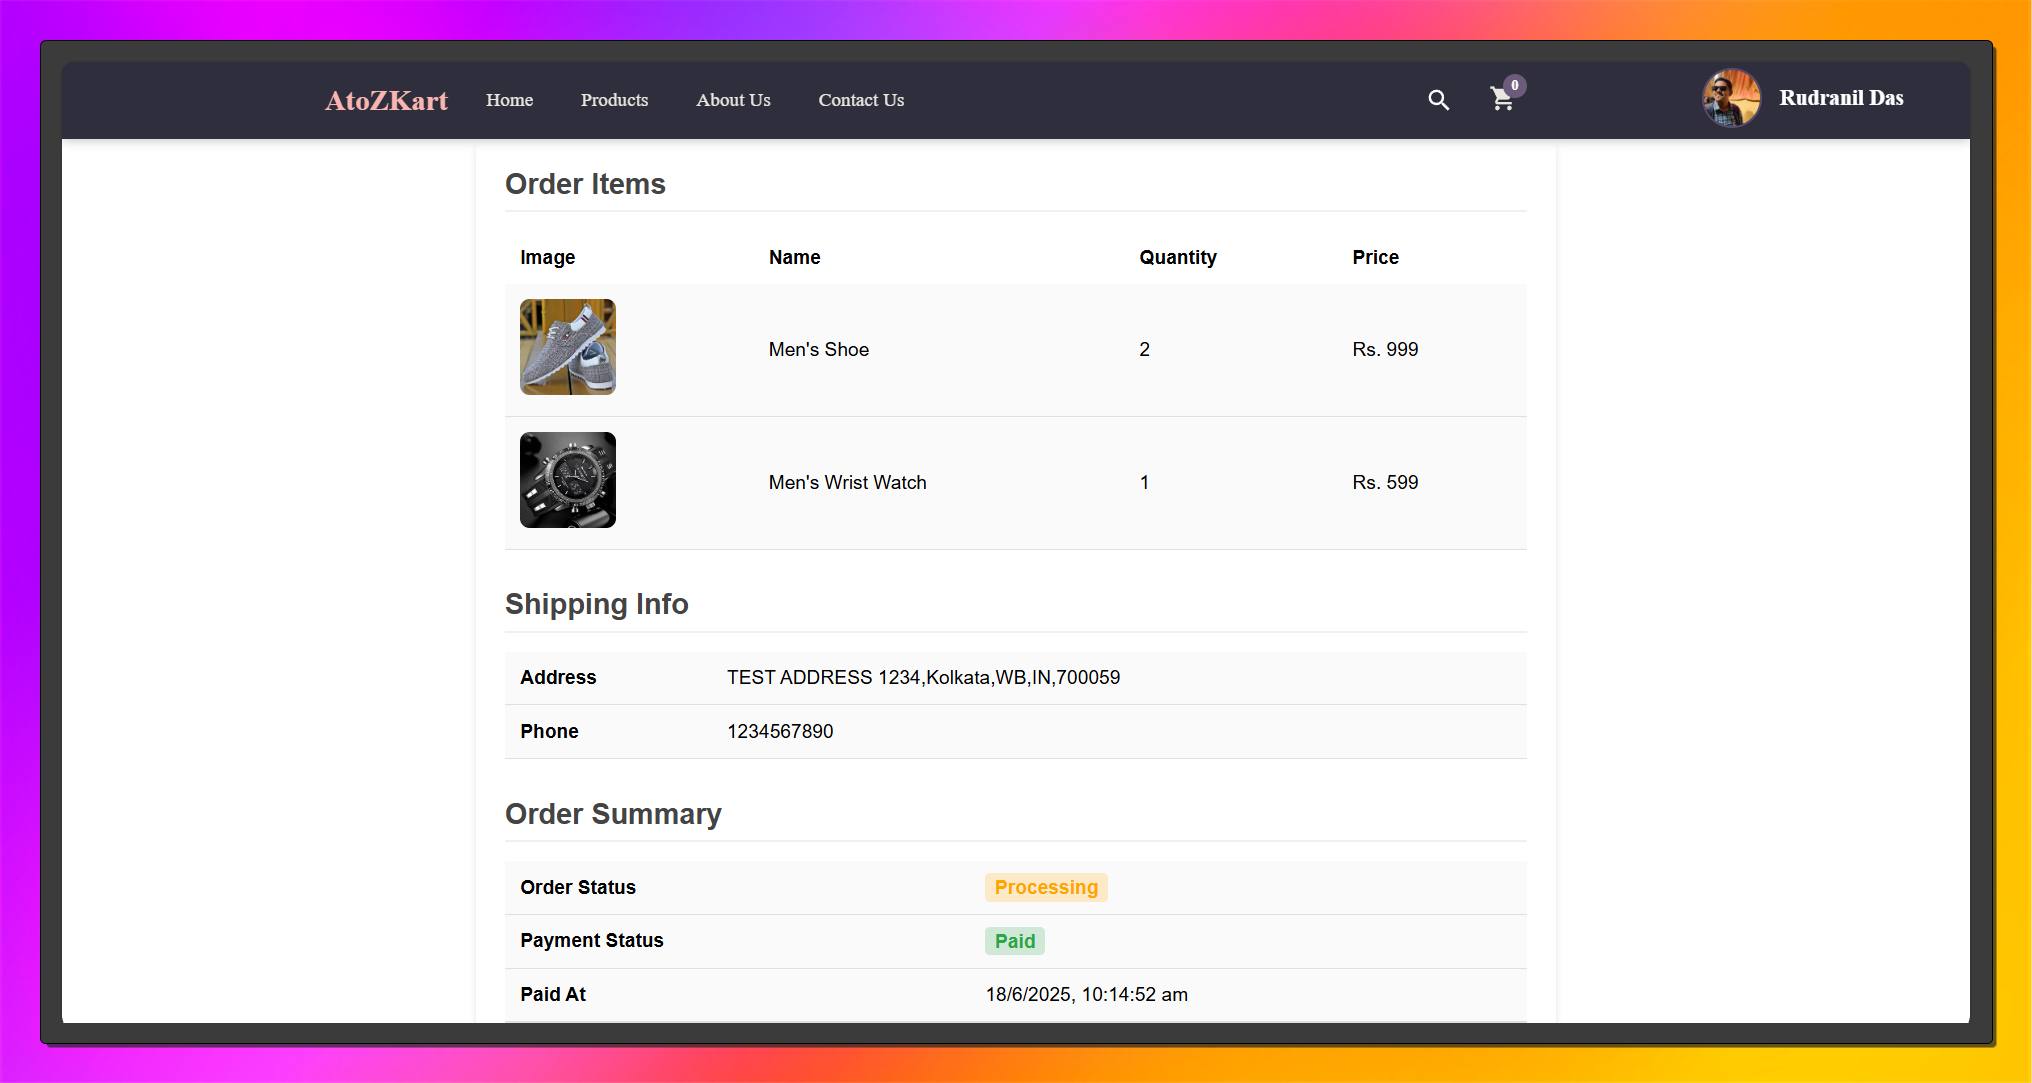 AtoZKart Home Products About Us Contact Us 0 Rudranil Das
Order Items
Image Name Quantity Price
Men's Shoe 2 Rs. 999
Men's Wrist Watch 1 Rs. 599
Shipping Info
Address TEST ADDRESS 1234,Kolkata,WB,IN,700059
Phone 1234567890
Order Summary
Order Status Processing
Payment Status Paid
Paid At 18/6/2025, 10:14:52 am